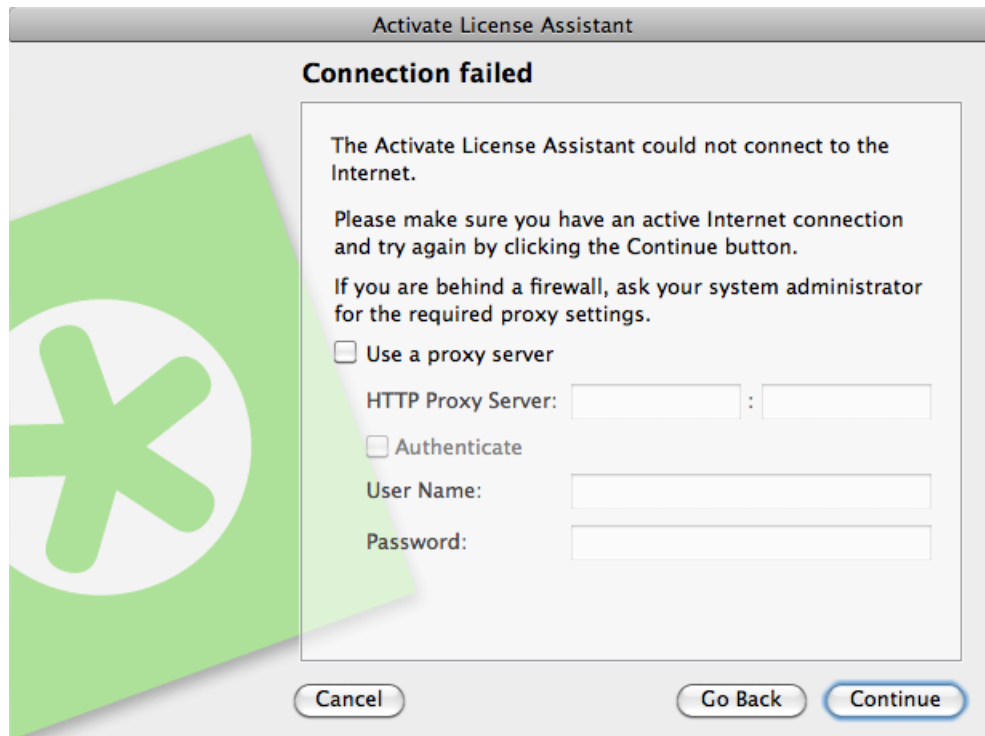 Activate License Assistant
Connection failed
The Activate License Assistant could not connect to the
Internet.
Please make sure you have an active Internet connection
and try again by clicking the Continue button.
If you are behind a firewall, ask your system administrator
for the required proxy settings.
Use a proxy server
HTTP Proxy Server: :
Authenticate
User Name:
Password:
Cancel Go Back Continue